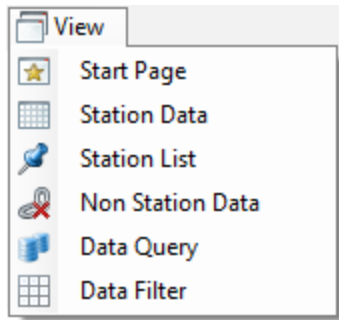 View
Start Page
Station Data
Station List
Non Station Data
Data Query
Data Filter